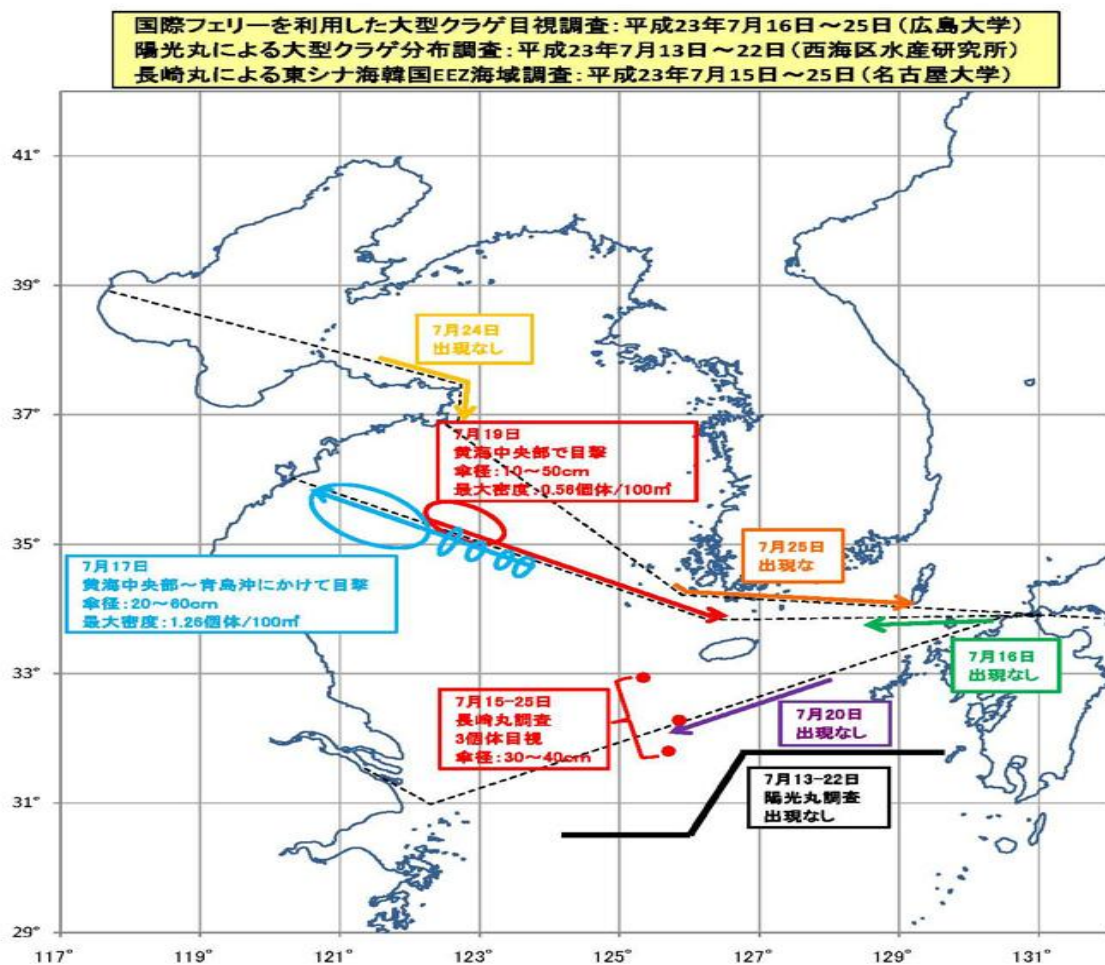 国際フェリーを利用した大型クラゲ目視調査：平成23年7月16日～25日（広島大学）
陽光丸による大型クラゲ分布調査：平成23年7月13日～22日（西海区水産研究所）
長崎丸による東シナ海韓国EEZ海域調査：平成23年7月15日～25日（名古屋大学）
41°
39°
7月24日
出現なし
37°
7月19日
黄海中央部で目撃
傘径：10～50cm
最大密度：0.56個体/100㎡
35°
7月25日
出現な
7月17日
黄海中央部～青島沖にかけて目撃
傘径：20～60cm
最大密度：1.26個体/100㎡
33°
7月16日
出現なし
7月15-25日
長崎丸調査
3個体目視
傘径：30～40cm
7月20日
出現なし
7月13-22日
陽光丸調査
出現なし
31°
29°
117° 119° 121° 123° 125° 127° 129° 131°